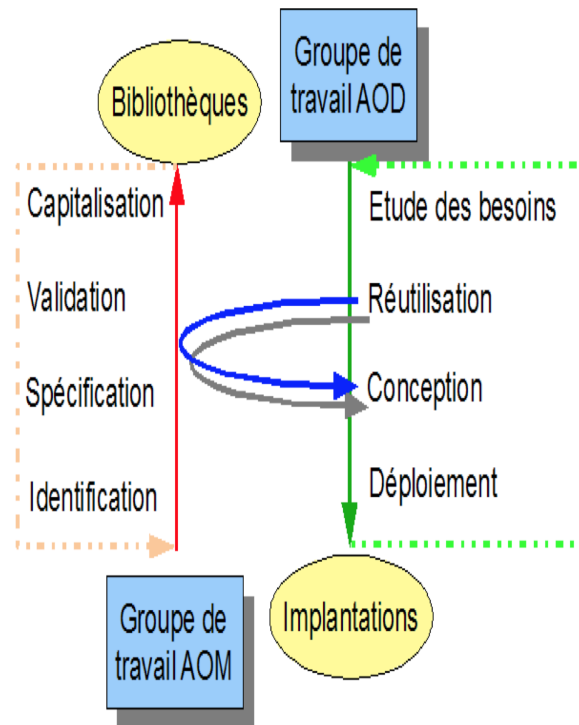 Bibliothèques
Groupe de
travail AOD
Capitalisation
Validation
Spécification
Identification
Etude des besoins
Réutilisation
Conception
Déploiement
Groupe de
travail AOM
Implantations